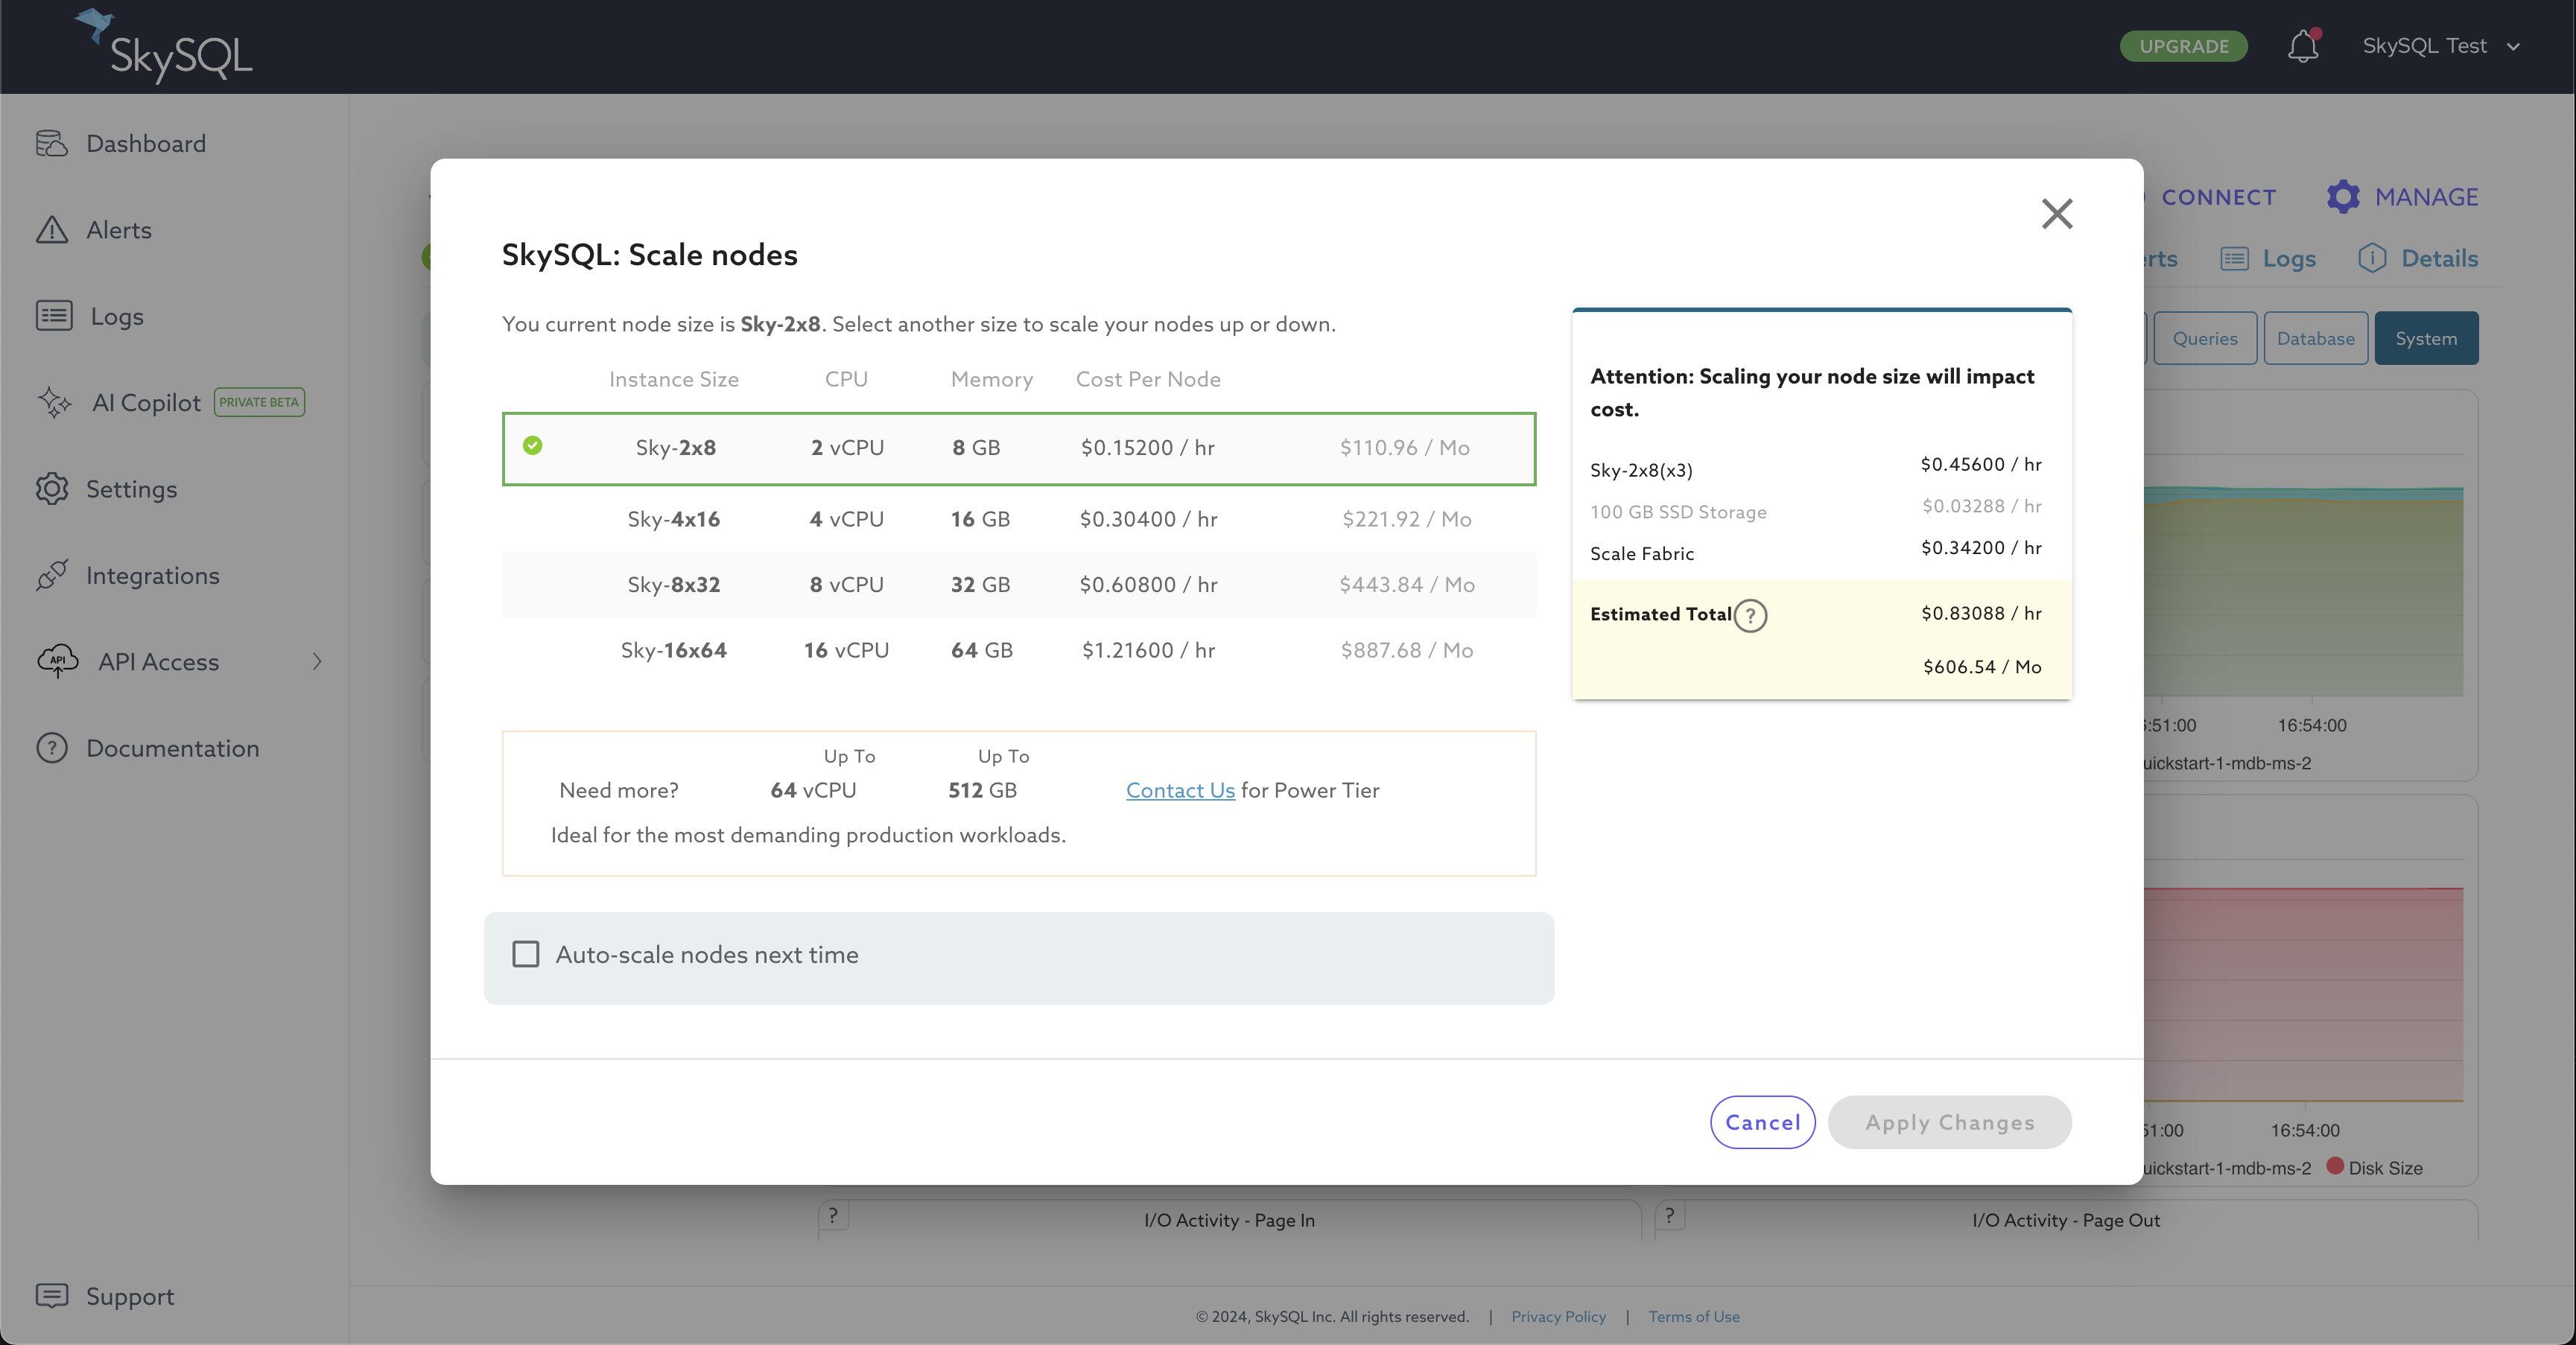 SkySQL
UPGRADE
SkySQL Test
Dashboard
Alerts
Logs
AI Copilot PRIVATE BETA
Settings
Integrations
API API Access
Documentation
Support
CONNECT
MANAGE
Logs
Details
Queries
Database
System
SkySQL: Scale nodes
You current node size is Sky-2x8. Select another size to scale your nodes up or down.
Instance Size CPU Memory Cost Per Node
Sky-2x8 2 vCPU 8 GB $0.15200 / hr $110.96 / Mo
Sky-4x16 4 vCPU 16 GB $0.30400 / hr $221.92 / Mo
Sky-8x32 8 vCPU 32 GB $0.60800 / hr $443.84 / Mo
Sky-16x64 16 vCPU 64 GB $1.21600 / hr $887.68 / Mo
Up To Up To
Need more? 64 vCPU 512 GB Contact Us for Power Tier
Ideal for the most demanding production workloads.
Auto-scale nodes next time
Attention: Scaling your node size will impact
cost.
Sky-2x8(x3) $0.45600 / hr
100 GB SSD Storage $0.03288 / hr
Scale Fabric $0.34200 / hr
Estimated Total ? $0.83088 / hr
$606.54 / Mo
Cancel
Apply Changes
:51:00 16:54:00
uickstart-1-mdb-ms-2
51:00 16:54:00
uickstart-1-mdb-ms-2 Disk Size
? I/O Activity - Page In
? I/O Activity - Page Out
© 2024, SkySQL Inc. All rights reserved. | Privacy Policy | Terms of Use